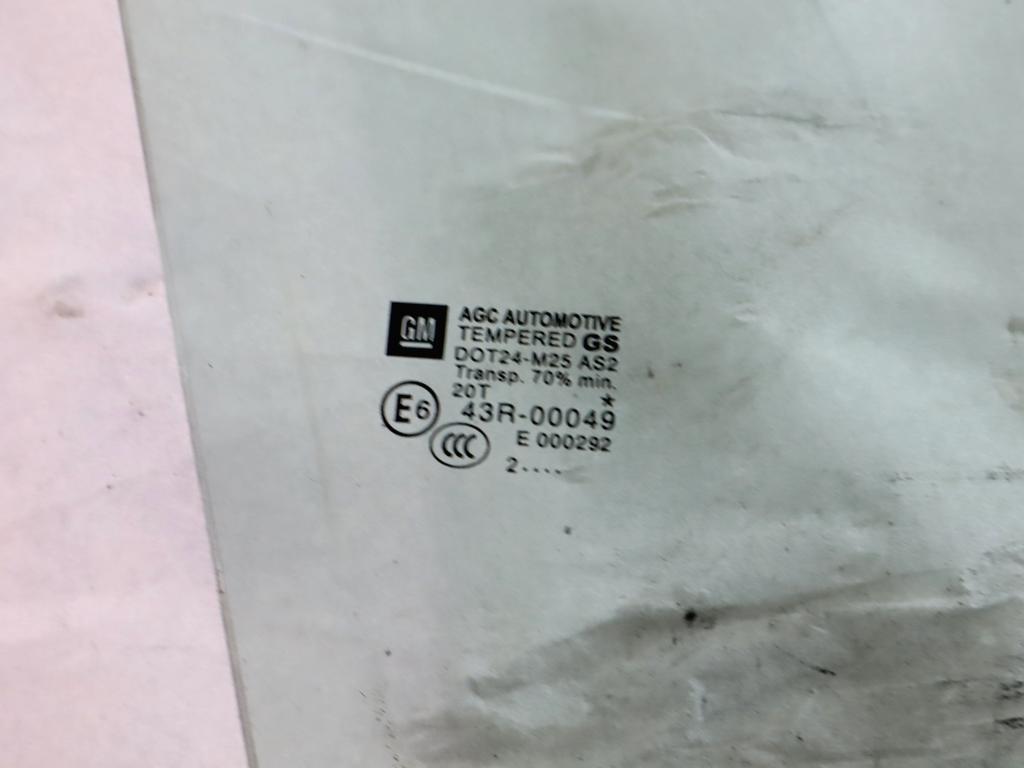 GM
AGC AUTOMOTIVE
TEMPERED GS
DOT24-M25 AS2
Transp. 70% min.
20T *
E6 43R-00049
CCC E 000292
2....